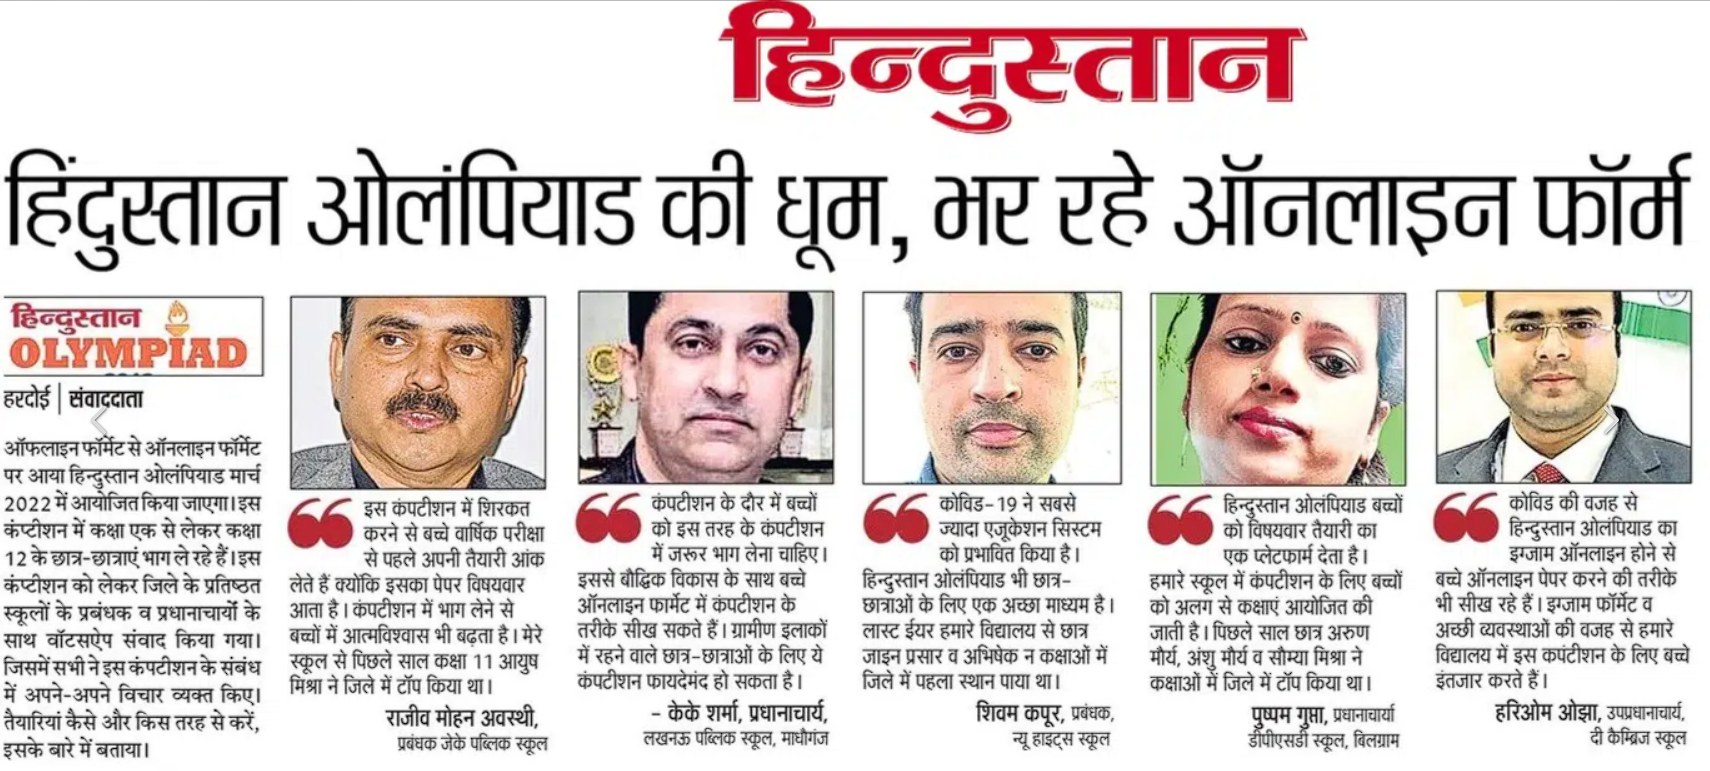 हिन्दुस्तान
हिंदुस्तान ओलंपियाड की धूम, भर रहे ऑनलाइन फॉर्म
हिन्दुस्तान
OLYMPIAD
हरदोई | संवाददाता
ऑफलाइन फॉर्मेट से ऑनलाइन फॉर्मेट
पर आया हिन्दुस्तान ओलंपियाड मार्च
2022 में आयोजित किया जाएगा। इस
कंप्टीशन में कक्षा एक से लेकर कक्षा
12 के छात्र-छात्राएं भाग ले रहे हैं। इस
कंप्टीशन को लेकर जिले के प्रतिष्ठत
स्कूलों के प्रबंधक व प्रधानाचार्यों के
साथ वॉटसऐप संवाद किया गया।
जिसमें सभी ने इस कंपटीशन के संबंध
में अपने-अपने विचार व्यक्त किए।
तैयारियां कैसे और किस तरह से करें,
इसके बारे में बताया।
इस कंपटीशन में शिरकत
करने से बच्चे वार्षिक परीक्षा
से पहले अपनी तैयारी आंक
लेते हैं क्योंकि इसका पेपर विषयवार
आता है। कंपटीशन में भाग लेने से
बच्चों में आत्मविश्वास भी बढ़ता है। मेरे
स्कूल से पिछले साल कक्षा 11 आयुष
मिश्रा ने जिले में टॉप किया था।
राजीव मोहन अवस्थी,
प्रबंधक जेके पब्लिक स्कूल
कंपटीशन के दौर में बच्चों
को इस तरह के कंपटीशन
में जरूर भाग लेना चाहिए।
इससे बौद्धिक विकास के साथ बच्चे
ऑनलाइन फार्मेट में कंपटीशन के
तरीके सीख सकते हैं। ग्रामीण इलाकों
में रहने वाले छात्र-छात्राओं के लिए ये
कंपटीशन फायदेमंद हो सकता है।
- केके शर्मा, प्रधानाचार्य,
लखनऊ पब्लिक स्कूल, माधौगंज
कोविड-19 ने सबसे
ज्यादा एजूकेशन सिस्टम
को प्रभावित किया है।
हिन्दुस्तान ओलंपियाड भी छात्र-
छात्राओं के लिए एक अच्छा माध्यम है।
लास्ट ईयर हमारे विद्यालय से छात्र
जाइन प्रसार व अभिषेक न कक्षाओं में
जिले में पहला स्थान पाया था।
शिवम कपूर, प्रबंधक,
न्यू हाइट्स स्कूल
हिन्दुस्तान ओलंपियाड बच्चों
को विषयवार तैयारी का
एक प्लेटफार्म देता है।
हमारे स्कूल में कंपटीशन के लिए बच्चों
को अलग से कक्षाएं आयोजित की
जाती है। पिछले साल छात्र अरुण
मौर्य, अंशु मौर्य व सौम्या मिश्रा ने
कक्षाओं में जिले में टॉप किया था।
पुष्पम गुप्ता, प्रधानाचार्या
डीपीएसडी स्कूल, बिलग्राम
कोविड की वजह से
हिन्दुस्तान ओलंपियाड का
इग्जाम ऑनलाइन होने से
बच्चे ऑनलाइन पेपर करने की तरीके
भी सीख रहे हैं। इग्जाम फॉर्मेट व
अच्छी व्यवस्थाओं की वजह से हमारे
विद्यालय में इस कपंटीशन के लिए बच्चे
इंतजार करते हैं।
हरिओम ओझा, उपप्रधानाचार्य,
दी कैम्ब्रिज स्कूल